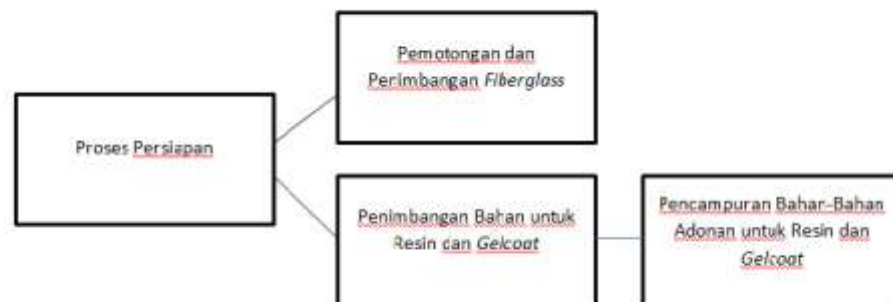 Pemotongan dan
Perimbangan Fiberglass
Proses Persiapan
Penimbangan Bahan untuk
Resin dan Gelcoat
Pencampuran Bahar-Bahan
Adonan untuk Resin dan
Gelcoat